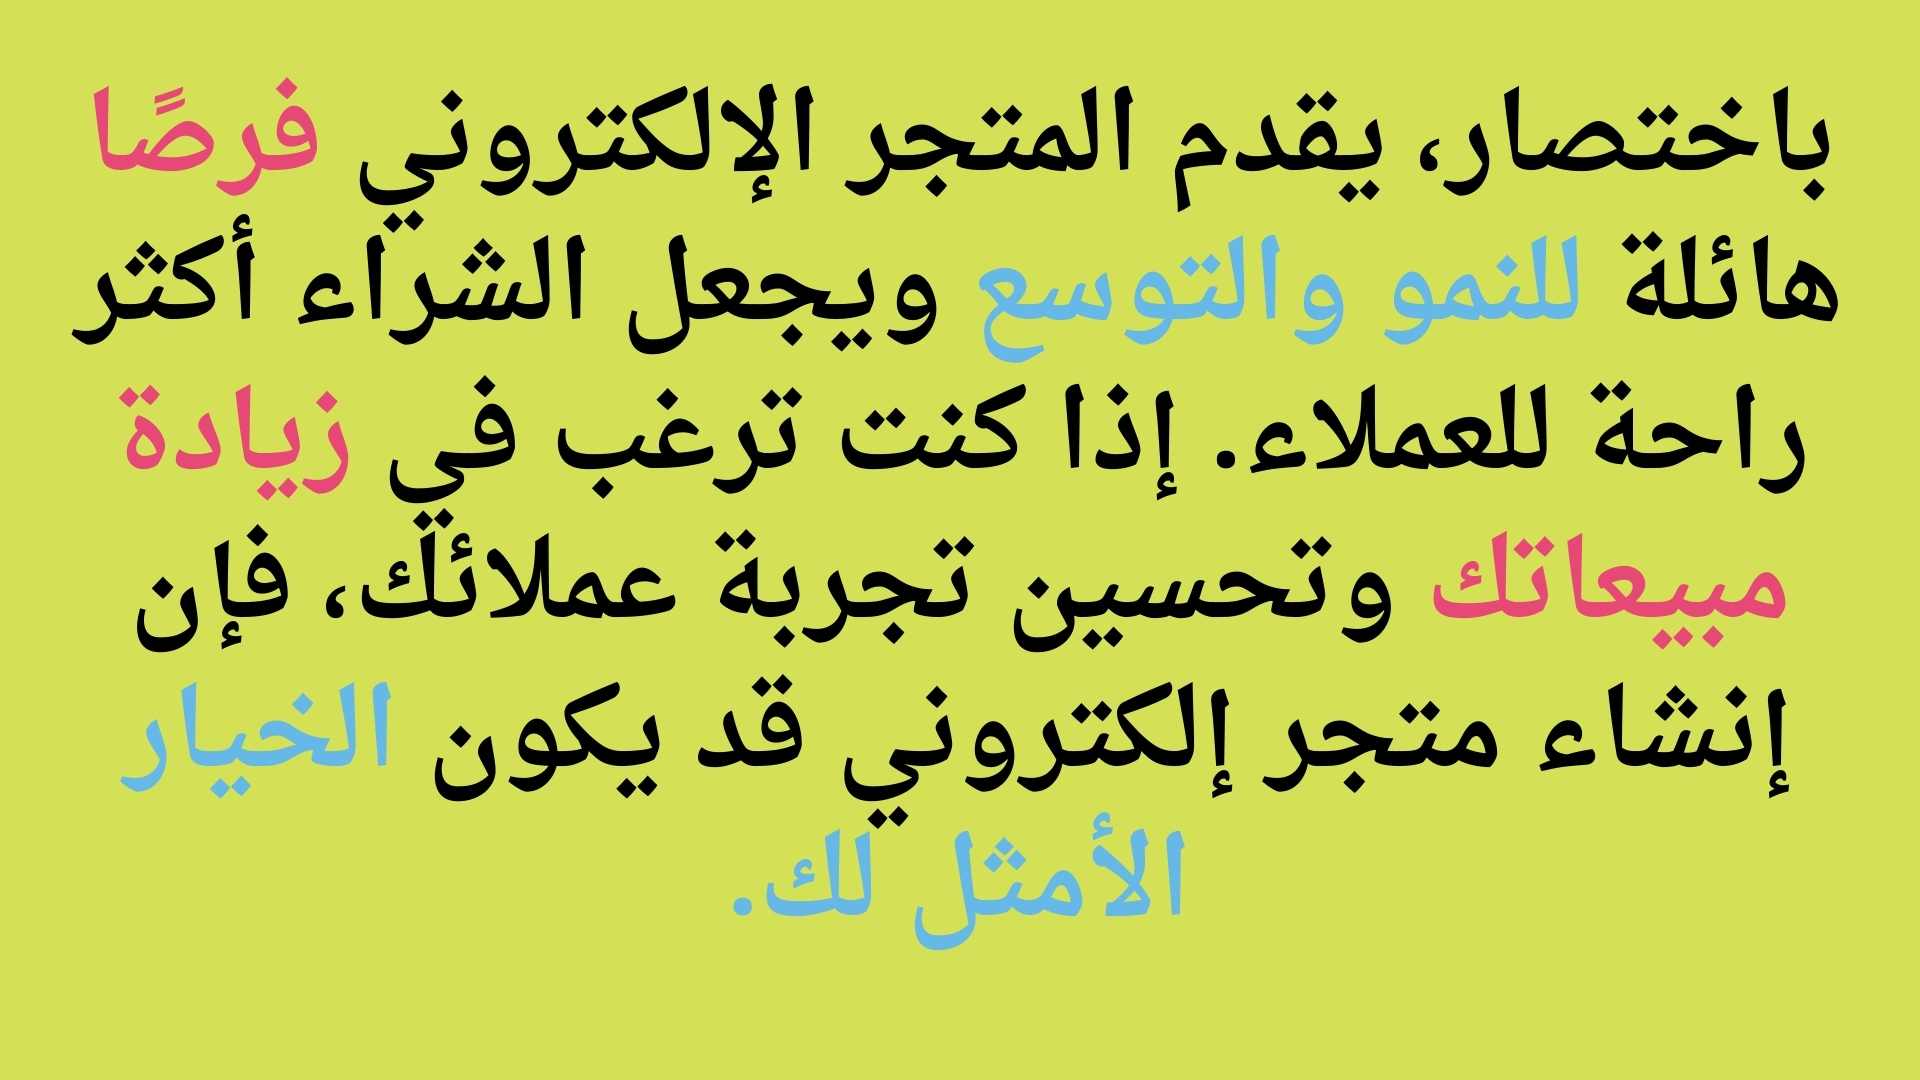 باختصار، يقدم المتجر الإلكتروني فرصًا
هائلة للنمو والتوسع ويجعل الشراء أكثر
راحة للعملاء. إذا كنت ترغب في زيادة
مبيعاتك وتحسين تجربة عملائك، فإن
إنشاء متجر إلكتروني قد يكون الخيار
الأمثل لك.